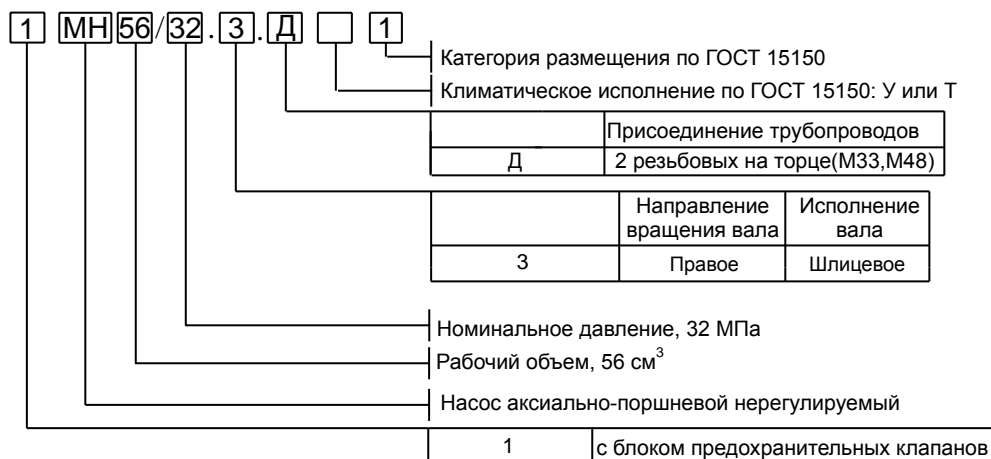 1 МН 56/32.3.Д 1
Категория размещения по ГОСТ 15150
Климатическое исполнение по ГОСТ 15150: У или Т
Присоединение трубопроводов
Д 2 резьбовых на торце(М33,М48)
Направление вращения вала Исполнение вала
3 Правое Шлицевое
Номинальное давление, 32 МПа
Рабочий объем, 56 см³
Насос аксиально-поршневой нерегулируемый
1 с блоком предохранительных клапанов